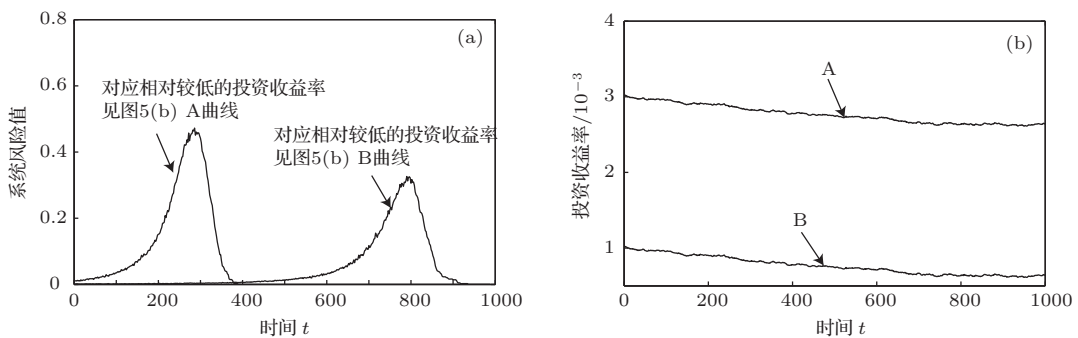 (a)
0.8
0.6
0.4
0.2
0
系统风险值
对应相对较低的投资收益率
见图5(b) A曲线
对应相对较低的投资收益率
见图5(b) B曲线
0 200 400 600 800 1000
时间 t
(b)
4
3
2
1
投资收益率/10⁻³
A
B
0 200 400 600 800 1000
时间 t